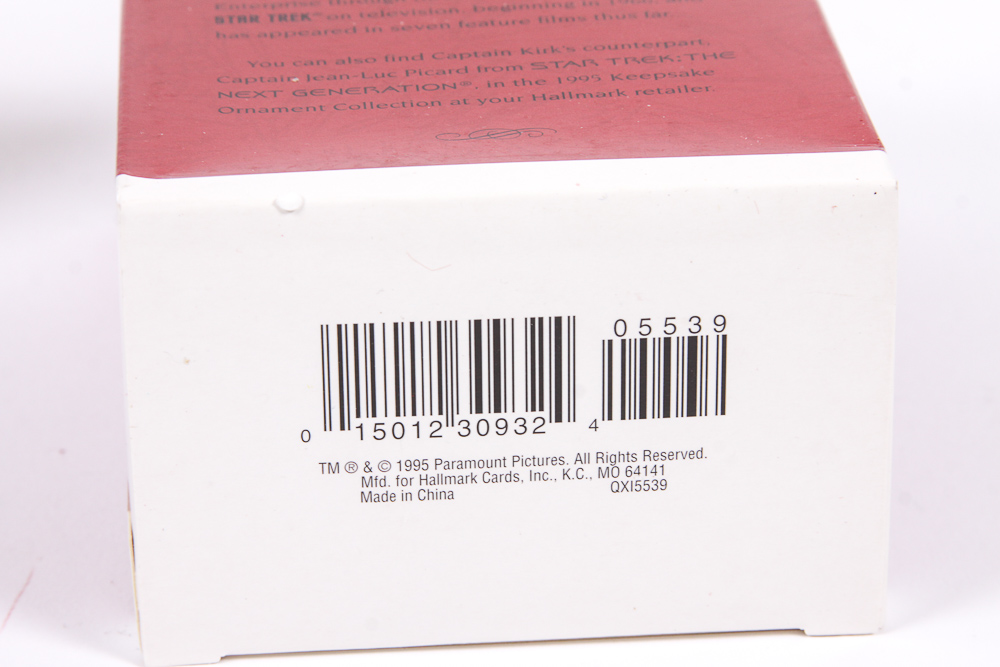 Enterprise through
STAR TREK™ on television, beginning in 1966, and
has appeared in seven feature films thus far.
You can also find Captain Kirk's counterpart,
Captain Jean-Luc Picard from STAR TREK: THE
NEXT GENERATION®, in the 1995 Keepsake
Ornament Collection at your Hallmark retailer.
05539
0 15012 30932 4
TM ® & © 1995 Paramount Pictures. All Rights Reserved.
Mfd. for Hallmark Cards, Inc., K.C., MO 64141
Made in China QXI5539